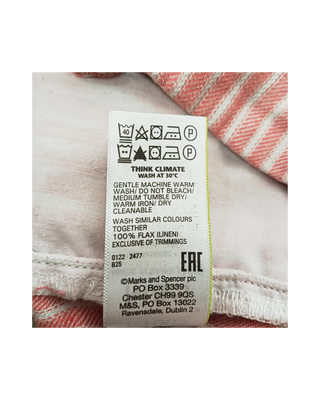 40 P
P
THINK CLIMATE
WASH AT 30°C
GENTLE MACHINE WARM
WASH/ DO NOT BLEACH/
MEDIUM TUMBLE DRY/
WARM IRON/ DRY
CLEANABLE
WASH SIMILAR COLOURS
TOGETHER
100% FLAX (LINEN)
EXCLUSIVE OF TRIMMINGS
0122 2477
B25 EAC
©Marks and Spencer plc
PO Box 3339
Chester CH99 9QS
M&S, PO Box 13022
Ravensdale, Dublin 2